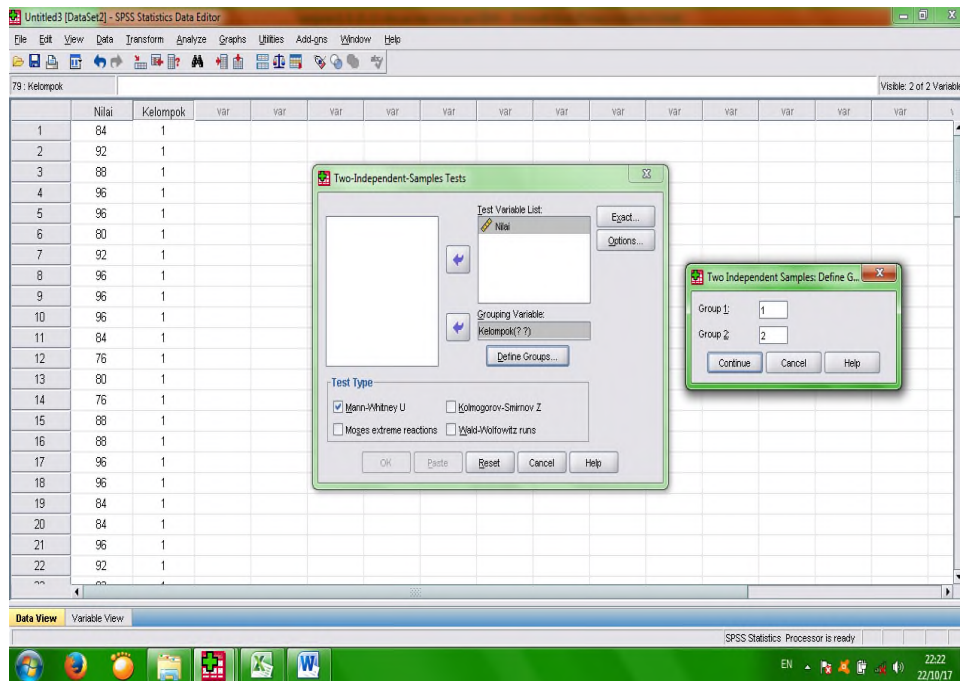 Untitled3 [DataSet2] - SPSS Statistics Data Editor
File Edit View Data Transform Analyze Graphs Utilities Add-ons Window Help
79 : Kelompok
Visible: 2 of 2 Variable
Nilai Kelompok var var var var var var var var var var var var var
1 84 1
2 92 1
3 88 1
4 96 1
5 96 1
6 80 1
7 92 1
8 96 1
9 96 1
10 96 1
11 84 1
12 76 1
13 80 1
14 76 1
15 88 1
16 88 1
17 96 1
18 96 1
19 84 1
20 84 1
21 96 1
22 92 1
Two-Independent-Samples Tests
Test Variable List:
Nilai
Exact...
Options...
Grouping Variable:
Kelompok(? ?)
Define Groups...
Test Type
Mann-Whitney U Kolmogorov-Smirnov Z
Moses extreme reactions Wald-Wolfowitz runs
OK Paste Reset Cancel Help
Two Independent Samples: Define G...
Group 1: 1
Group 2: 2
Continue Cancel Help
Data View Variable View
SPSS Statistics Processor is ready
EN
22:22
22/10/17